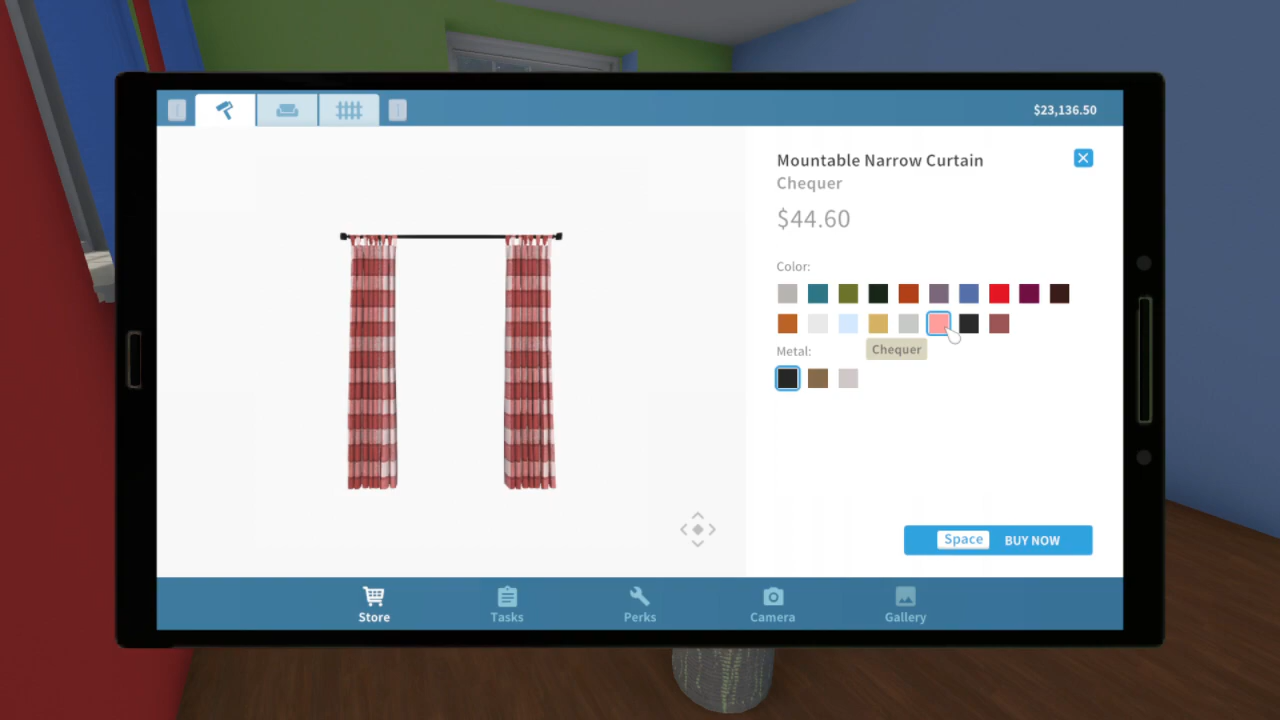 $23,136.50
Mountable Narrow Curtain
Chequer
$44.60
Color:
Chequer
Metal:
Space BUY NOW
Store Tasks Perks Camera Gallery